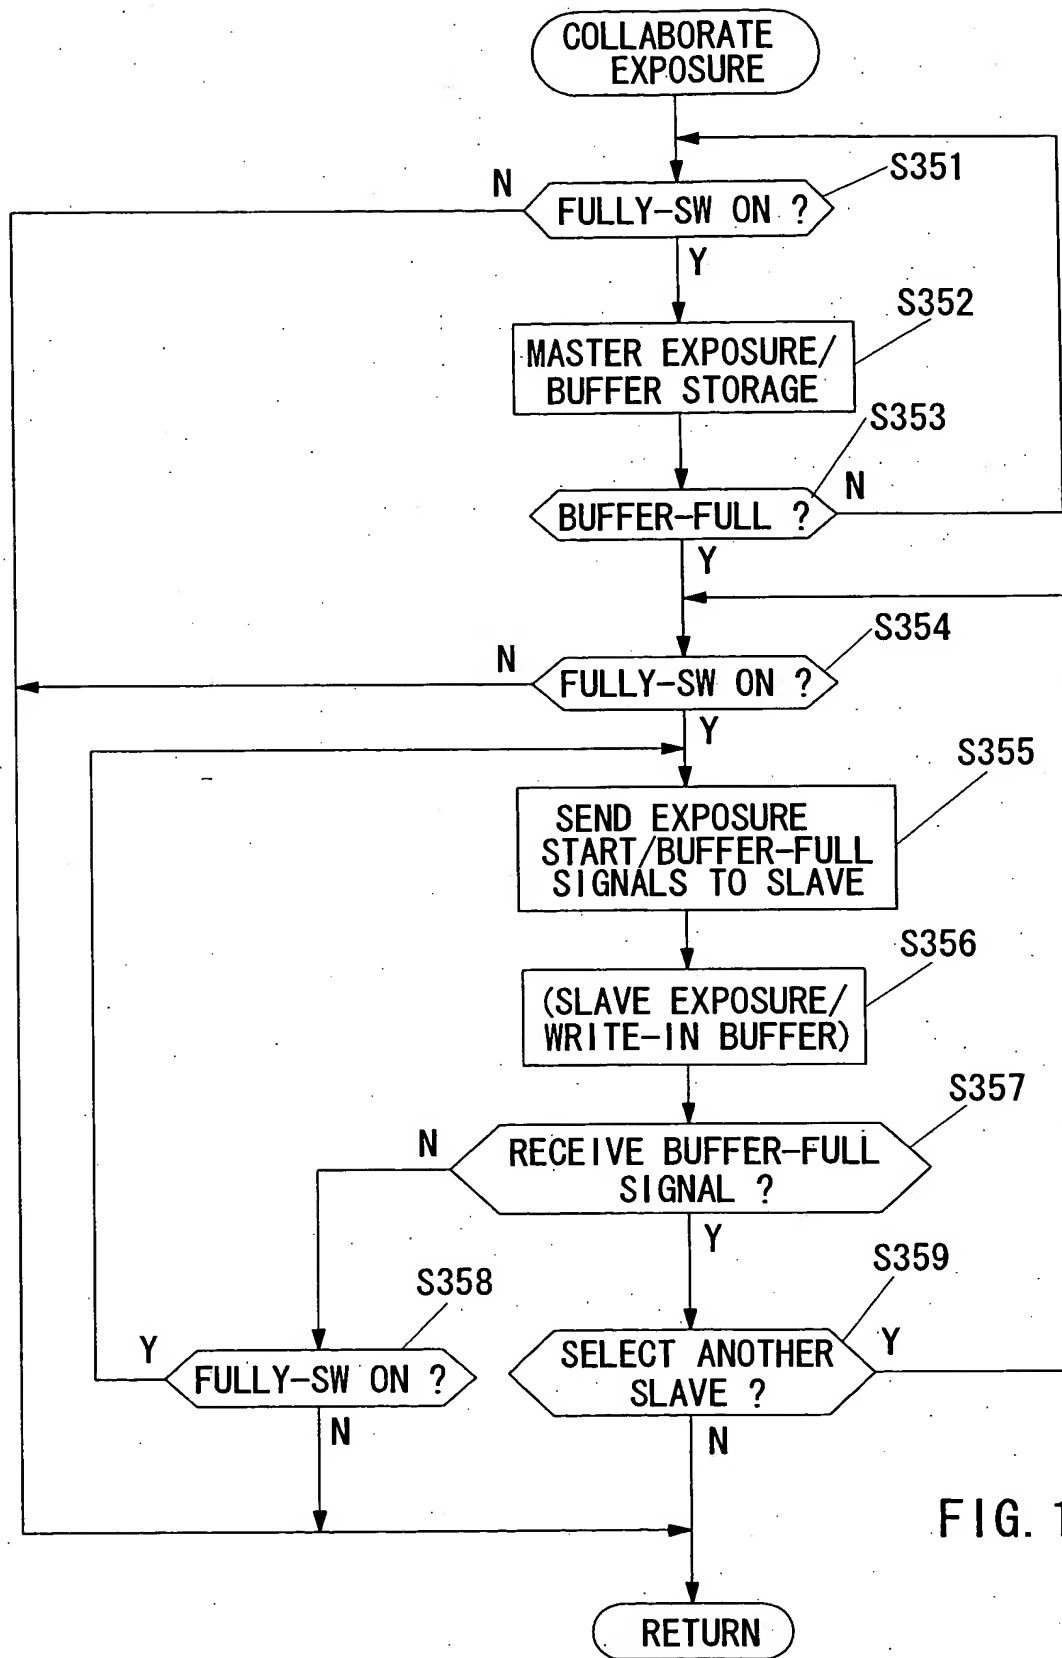 COLLABORATE
EXPOSURE
S351
N
FULLY-SW ON ?
Y
S352
MASTER EXPOSURE/
BUFFER STORAGE
S353
BUFFER-FULL ?
N
Y
S354
N
FULLY-SW ON ?
Y
S355
SEND EXPOSURE
START/BUFFER-FULL
SIGNALS TO SLAVE
S356
(SLAVE EXPOSURE/
WRITE-IN BUFFER)
S357
N
RECEIVE BUFFER-FULL
SIGNAL ?
Y
S359
S358
Y
FULLY-SW ON ?
N
SELECT ANOTHER
SLAVE ?
Y
N
FIG. 1
RETURN